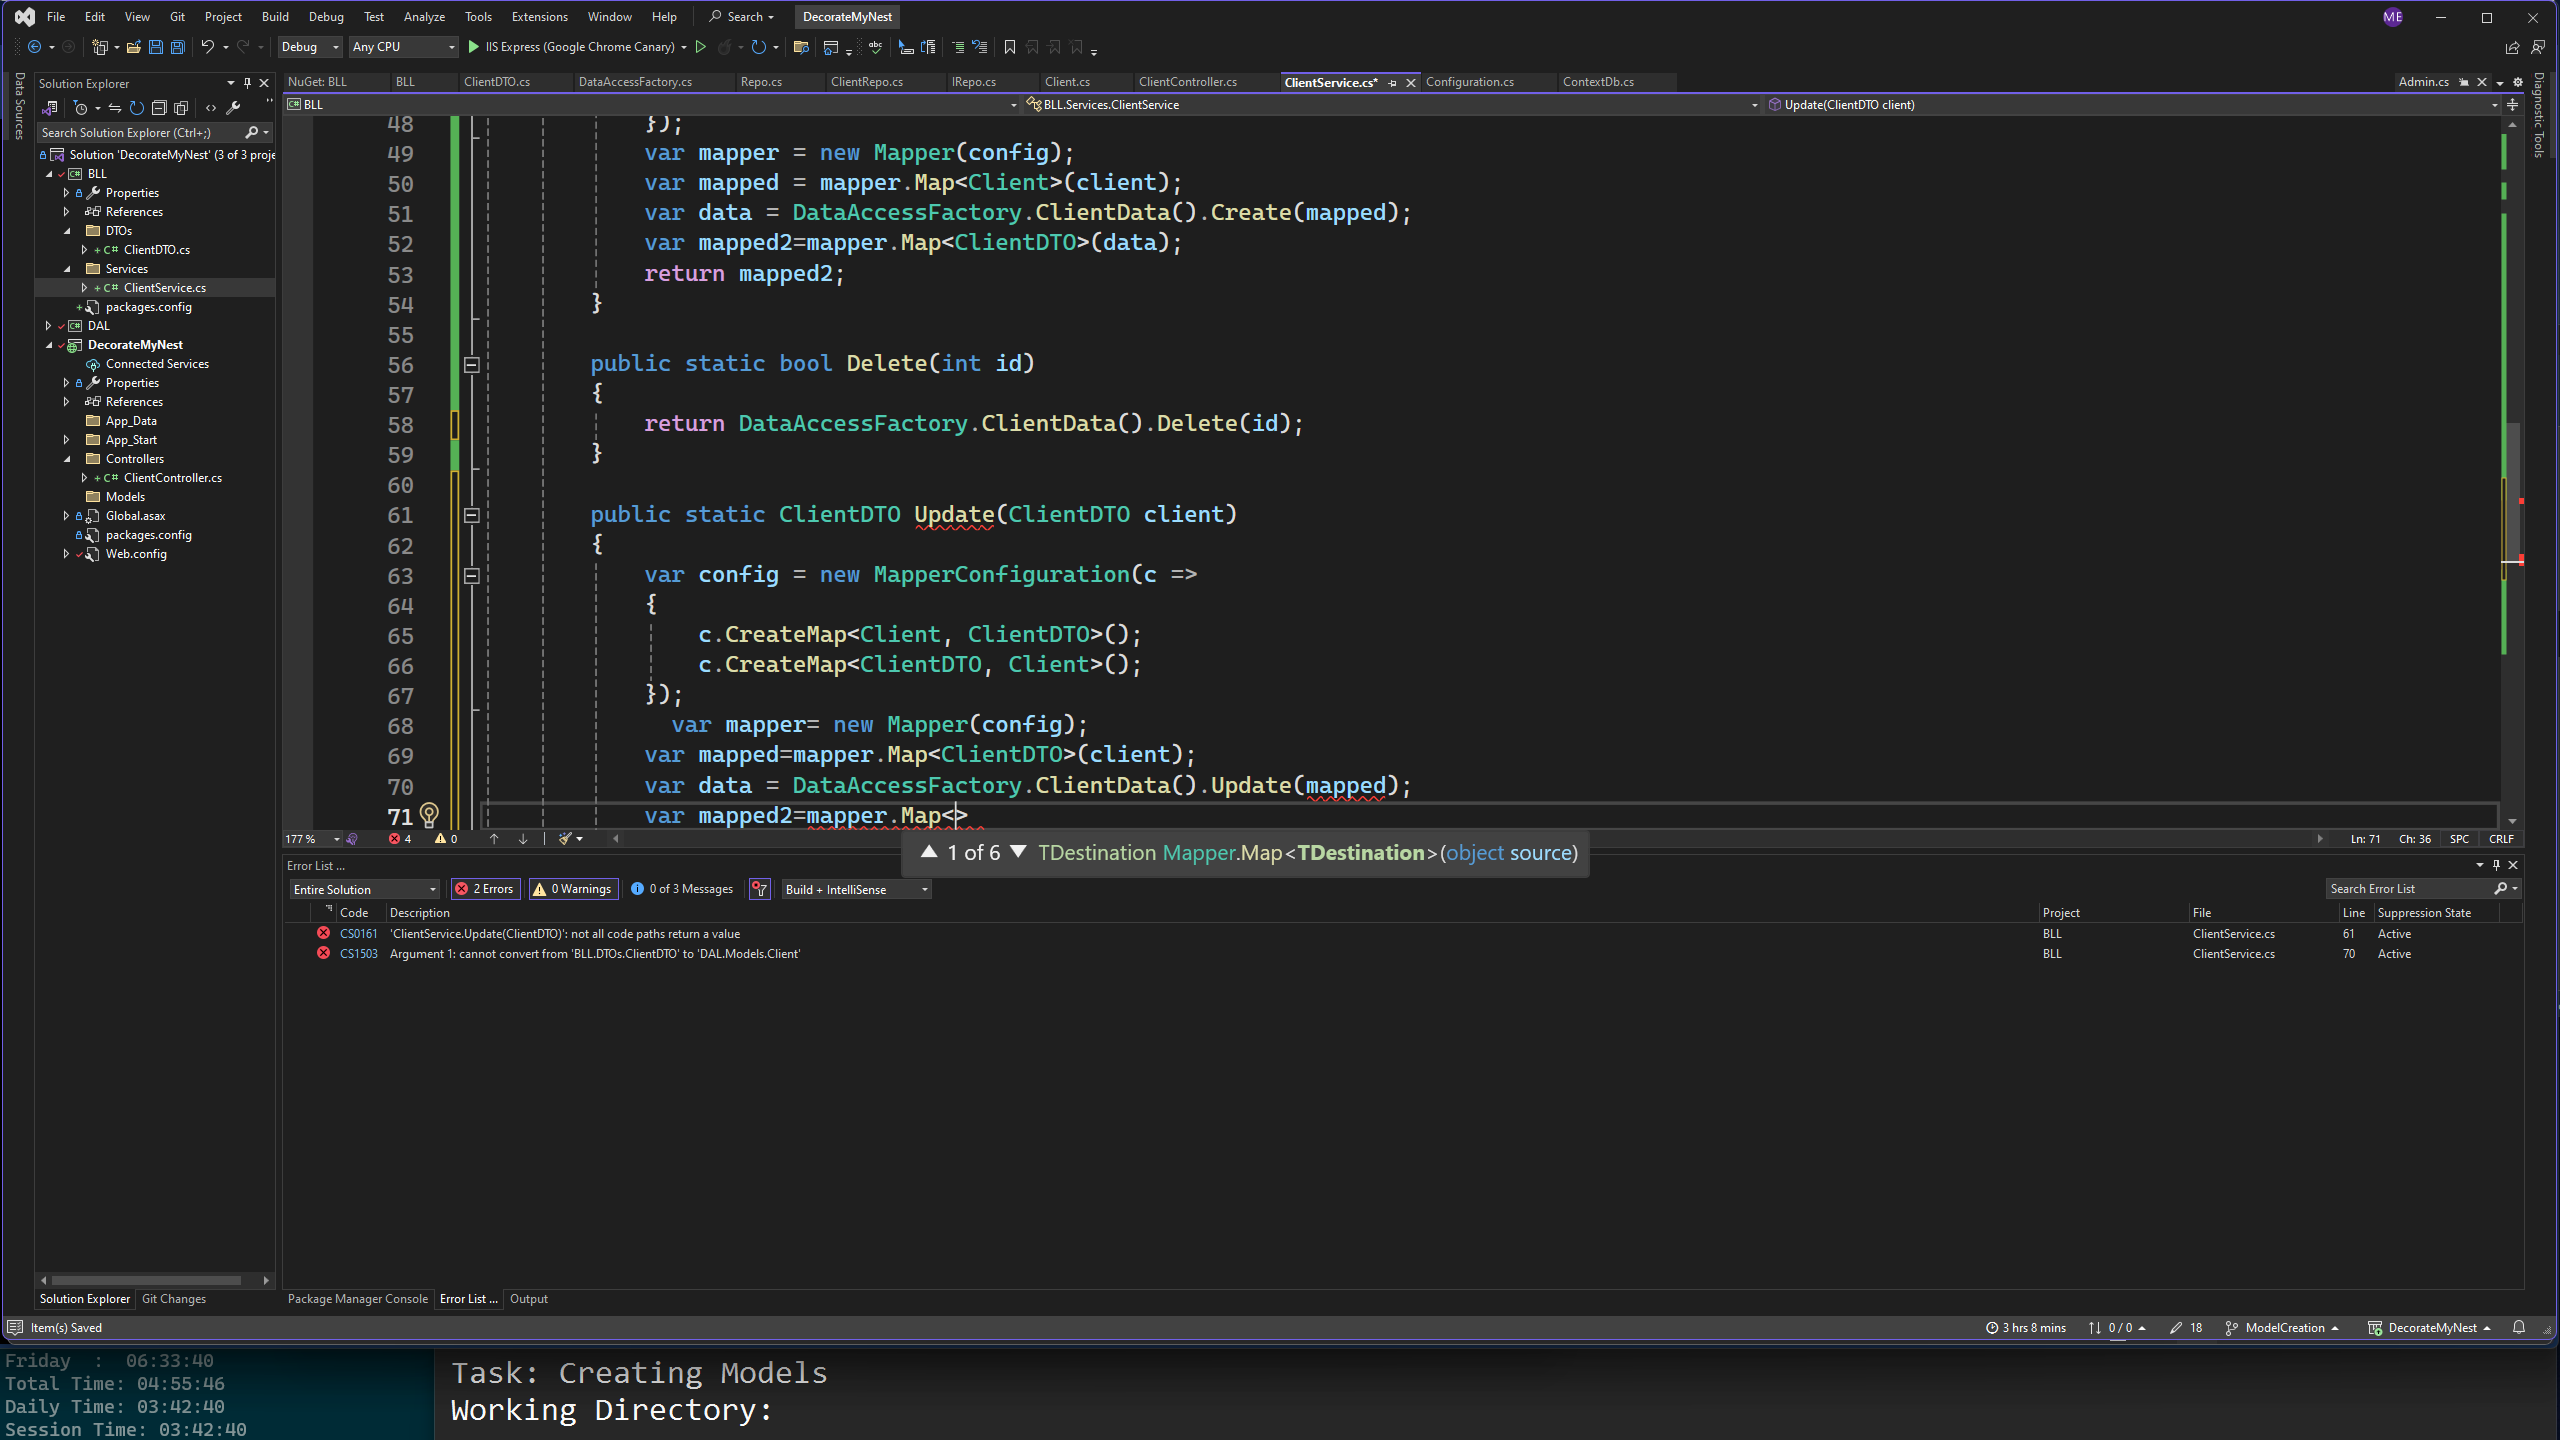 File Edit View Git Project Build Debug Test Analyze Tools Extensions Window Help Search DecorateMyNest ME
Debug Any CPU IIS Express (Google Chrome Canary)
Data Sources
Solution Explorer
Search Solution Explorer (Ctrl+;)
Solution 'DecorateMyNest' (3 of 3 proje
BLL
Properties
References
DTOs
C# ClientDTO.cs
Services
C# ClientService.cs
packages.config
DAL
DecorateMyNest
Connected Services
Properties
References
App_Data
App_Start
Controllers
C# ClientController.cs
Models
Global.asax
packages.config
Web.config
Solution Explorer Git Changes
NuGet: BLL BLL ClientDTO.cs DataAccessFactory.cs Repo.cs ClientRepo.cs IRepo.cs Client.cs ClientController.cs ClientService.cs* Configuration.cs ContextDb.cs Admin.cs
Diagnostic Tools
BLL BLL.Services.ClientService Update(ClientDTO client)
48 });
49 var mapper = new Mapper(config);
50 var mapped = mapper.Map<Client>(client);
51 var data = DataAccessFactory.ClientData().Create(mapped);
52 var mapped2=mapper.Map<ClientDTO>(data);
53 return mapped2;
54 }
55
56 public static bool Delete(int id)
57 {
58 return DataAccessFactory.ClientData().Delete(id);
59 }
60
61 public static ClientDTO Update(ClientDTO client)
62 {
63 var config = new MapperConfiguration(c =>
64 {
65 c.CreateMap<Client, ClientDTO>();
66 c.CreateMap<ClientDTO, Client>();
67 });
68 var mapper= new Mapper(config);
69 var mapped=mapper.Map<ClientDTO>(client);
70 var data = DataAccessFactory.ClientData().Update(mapped);
71 var mapped2=mapper.Map<>
177 % 4 0 Ln: 71 Ch: 36 SPC CRLF
▲ 1 of 6 ▼ TDestination Mapper.Map<TDestination>(object source)
Error List ...
Entire Solution 2 Errors 0 Warnings 0 of 3 Messages Build + IntelliSense Search Error List
Code Description Project File Line Suppression State
CS0161 'ClientService.Update(ClientDTO)': not all code paths return a value BLL ClientService.cs 61 Active
CS1503 Argument 1: cannot convert from 'BLL.DTOs.ClientDTO' to 'DAL.Models.Client' BLL ClientService.cs 70 Active
Package Manager Console Error List ... Output
Item(s) Saved 3 hrs 8 mins 0 / 0 18 ModelCreation DecorateMyNest
Friday : 06:33:40
Total Time: 04:55:46
Daily Time: 03:42:40
Session Time: 03:42:40
Task: Creating Models
Working Directory: